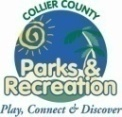 COLLIER COUNTY
Parks &
Recreation
Play, Connect & Discover